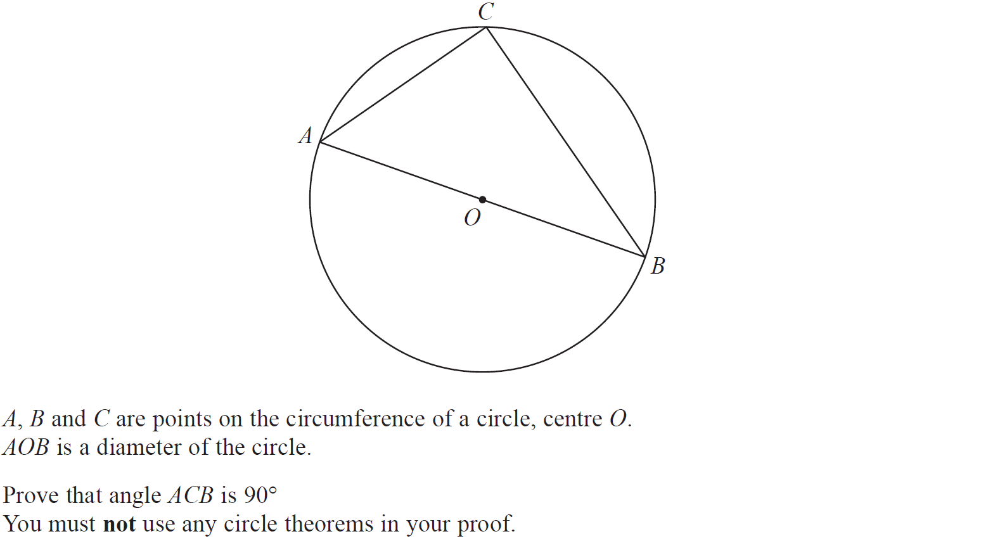 C
A
O
B
A, B and C are points on the circumference of a circle, centre O.
AOB is a diameter of the circle.
Prove that angle ACB is 90°
You must not use any circle theorems in your proof.